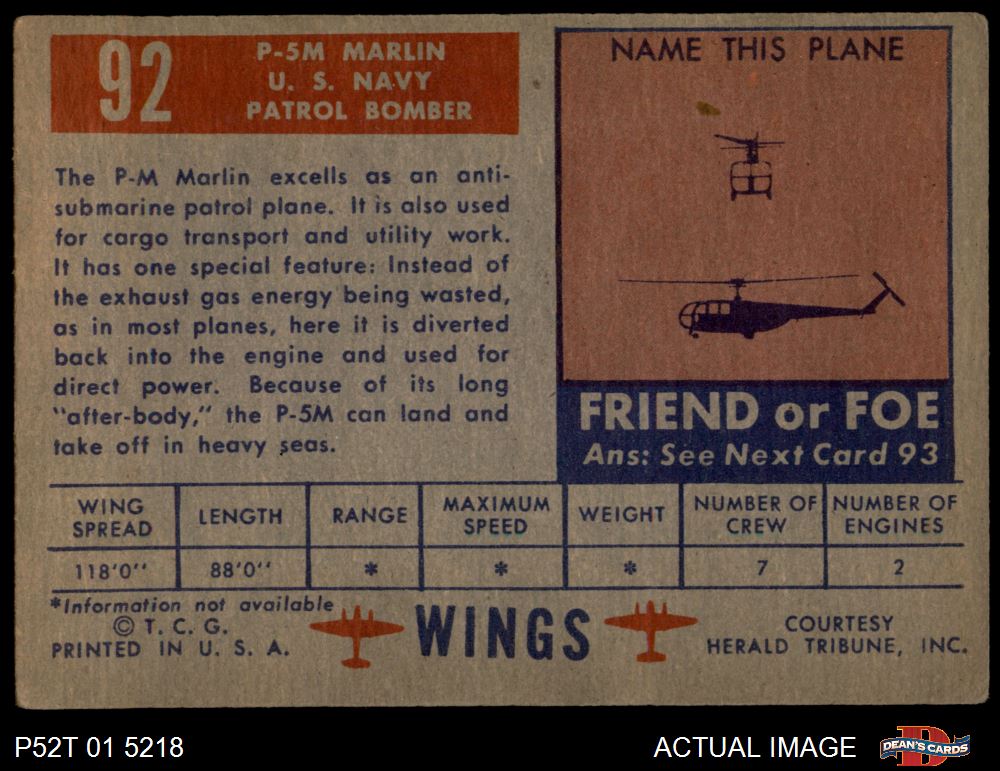 92
P-5M MARLIN
U. S. NAVY
PATROL BOMBER
The P-M Marlin excells as an anti-
submarine patrol plane. It is also used
for cargo transport and utility work.
It has one special feature: Instead of
the exhaust gas energy being wasted,
as in most planes, here it is diverted
back into the engine and used for
direct power. Because of its long
"after-body," the P-5M can land and
take off in heavy seas.
NAME THIS PLANE
FRIEND or FOE
Ans: See Next Card 93
WING SPREAD LENGTH RANGE MAXIMUM SPEED WEIGHT NUMBER OF CREW NUMBER OF ENGINES
118'0'' 88'0'' * * * 7 2
*Information not available
© T. C. G.
PRINTED IN U. S. A.
WINGS
COURTESY
HERALD TRIBUNE, INC.
P52T 01 5218
ACTUAL IMAGE
DEAN'S CARDS